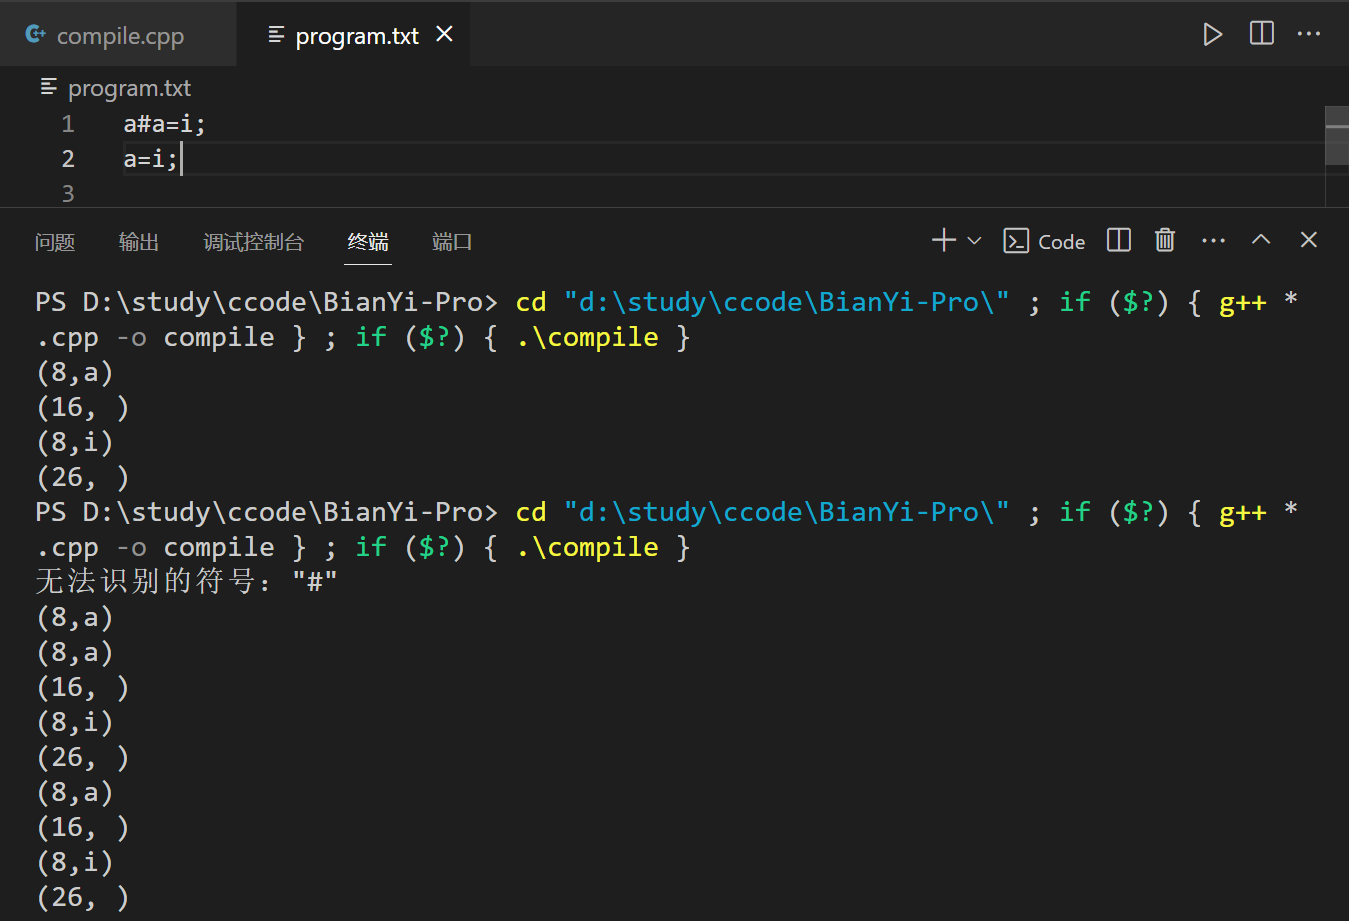 compile.cpp program.txt
program.txt
1 a#a=i;
2 a=i;
3
问题 输出 调试控制台 终端 端口 Code
PS D:\study\ccode\BianYi-Pro> cd "d:\study\ccode\BianYi-Pro\" ; if ($?) { g++ *
.cpp -o compile } ; if ($?) { .\compile }
(8,a)
(16, )
(8,i)
(26, )
PS D:\study\ccode\BianYi-Pro> cd "d:\study\ccode\BianYi-Pro\" ; if ($?) { g++ *
.cpp -o compile } ; if ($?) { .\compile }
无法识别的符号："#"
(8,a)
(8,a)
(16, )
(8,i)
(26, )
(8,a)
(16, )
(8,i)
(26, )